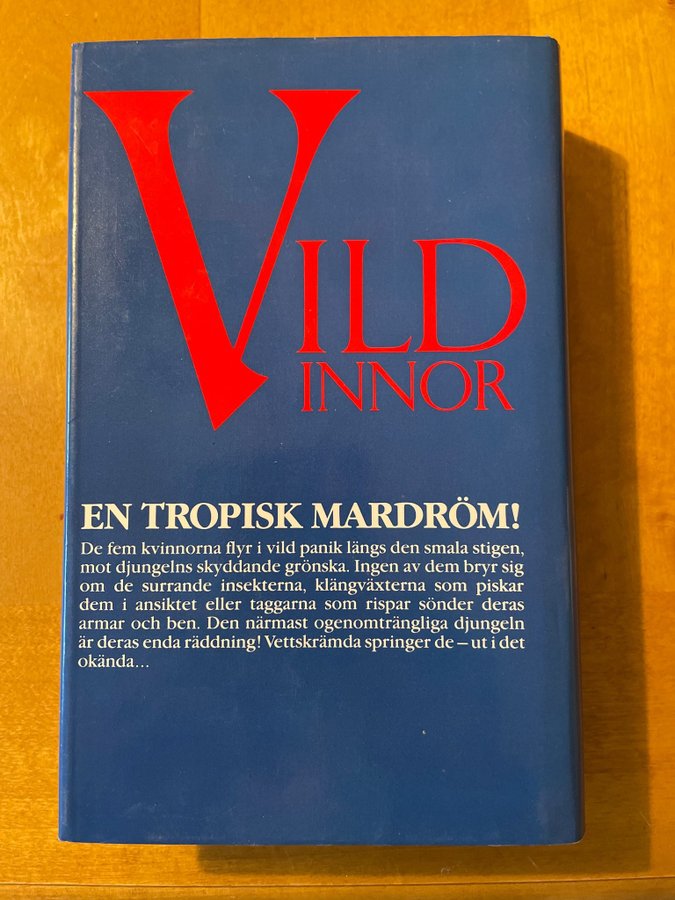 VILD
INNOR
EN TROPISK MARDRÖM!
De fem kvinnorna flyr i vild panik längs den smala stigen,
mot djungelns skyddande grönska. Ingen av dem bryr sig
om de surrande insekterna, klängväxterna som piskar
dem i ansiktet eller taggarna som rispar sönder deras
armar och ben. Den närmast ogenomträngliga djungeln
är deras enda räddning! Vettskrämda springer de – ut i det
okända...